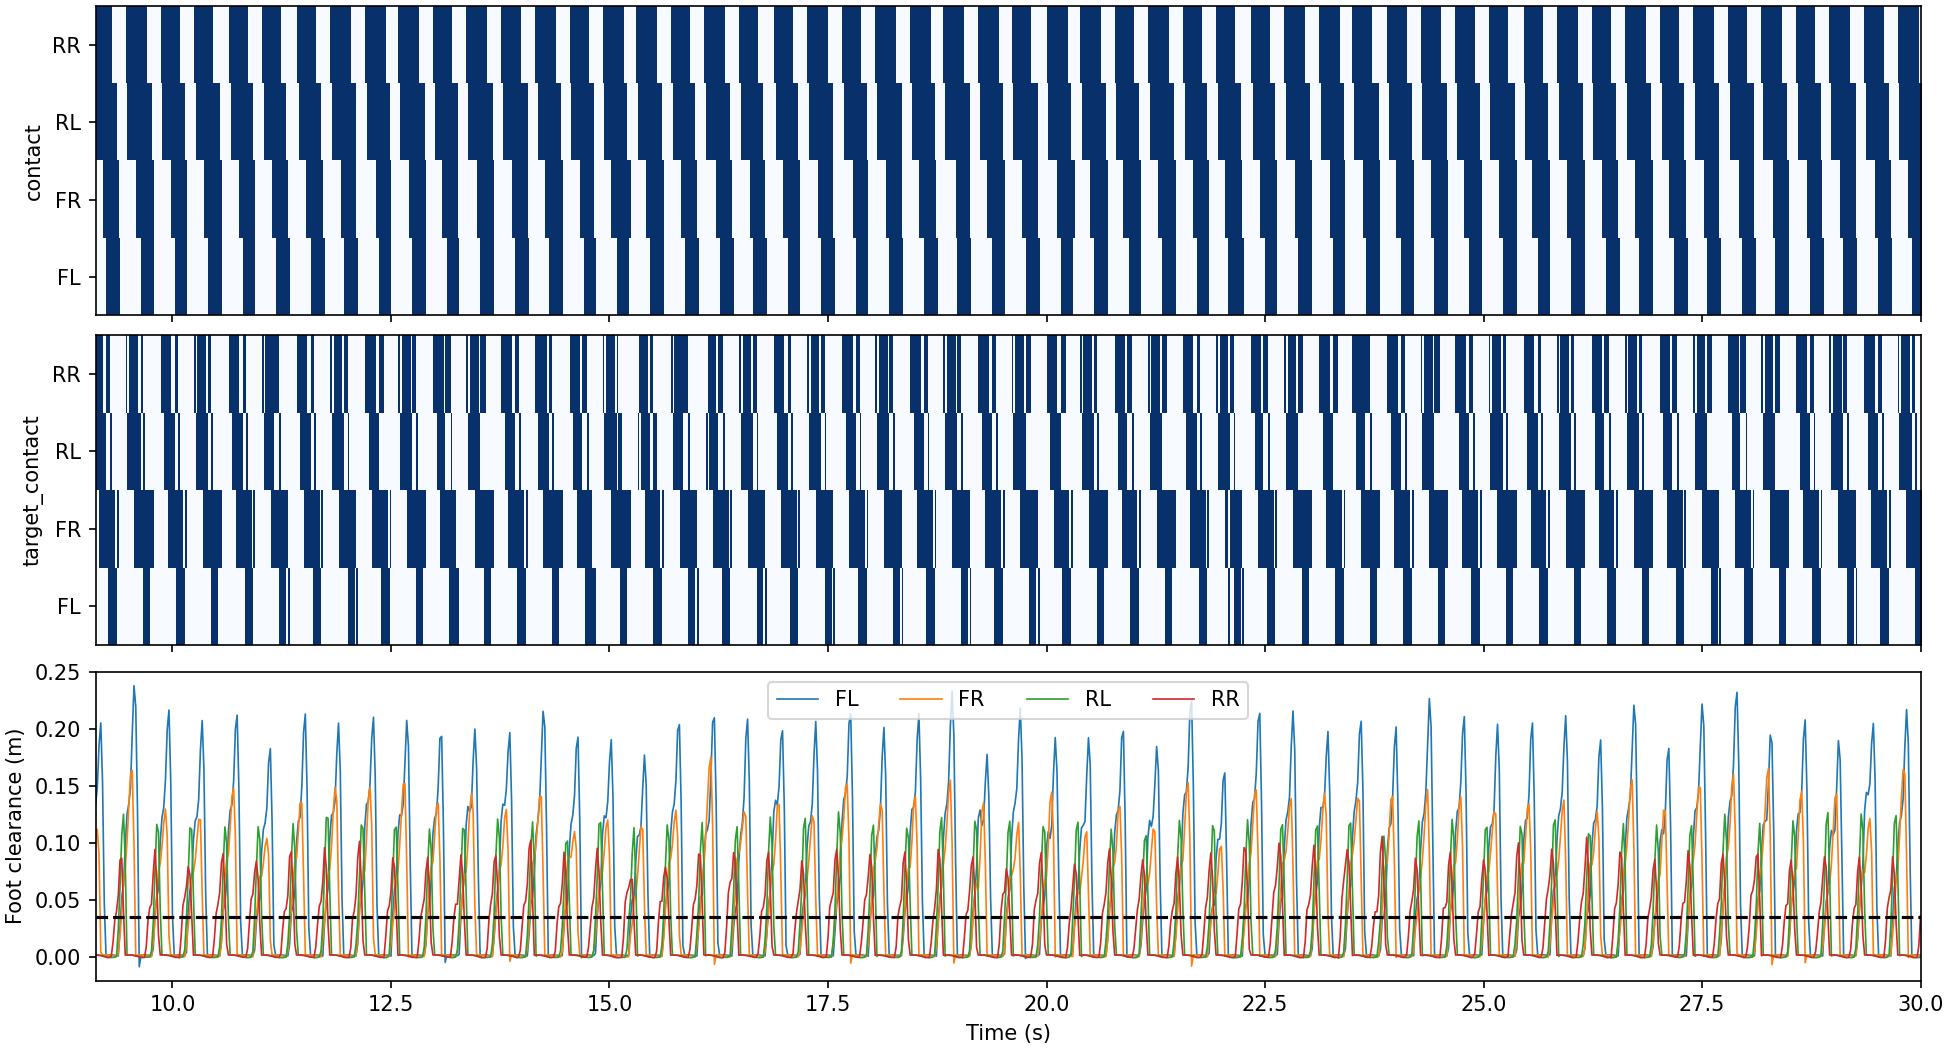 contact
RR
RL
FR
FL
target_contact
RR
RL
FR
FL
Foot clearance (m)
0.25
0.20
0.15
0.10
0.05
0.00
FL FR RL RR
10.0 12.5 15.0 17.5 20.0 22.5 25.0 27.5 30.0
Time (s)